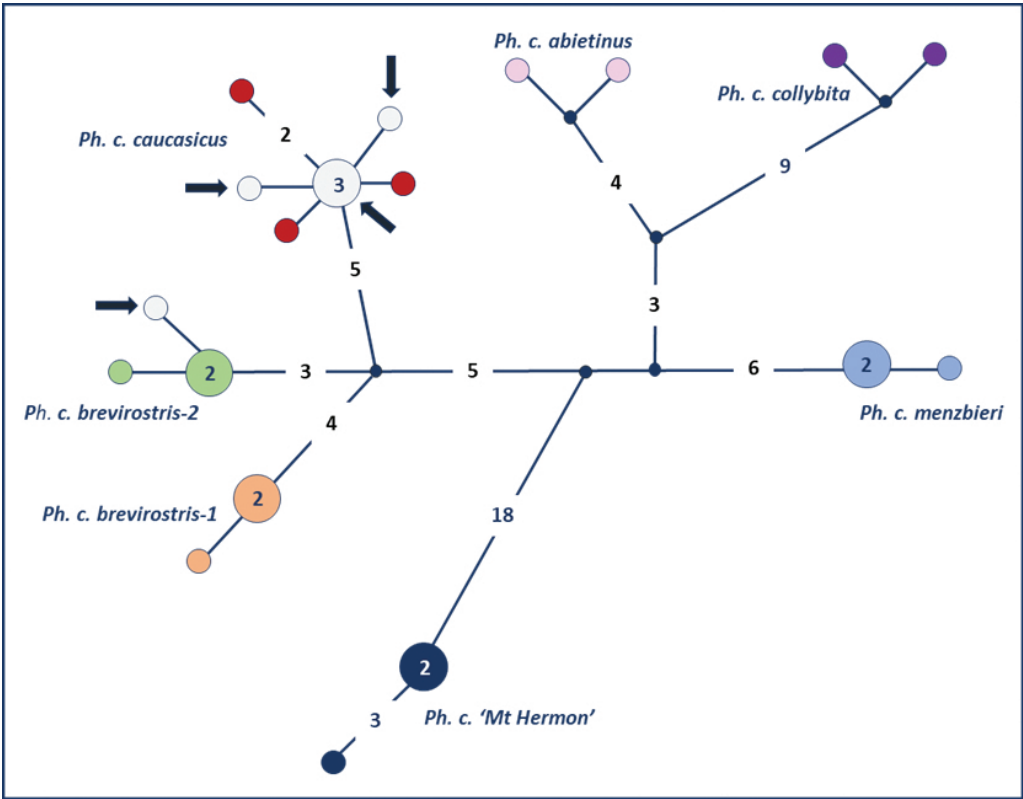 Ph. c. abietinus
Ph. c. collybita
Ph. c. caucasicus
2
3
9
4
5
3
2
3
5
6
2
Ph. c. brevirostris-2
Ph. c. menzbieri
4
2
Ph. c. brevirostris-1
18
2
3
Ph. c. ‘Mt Hermon’